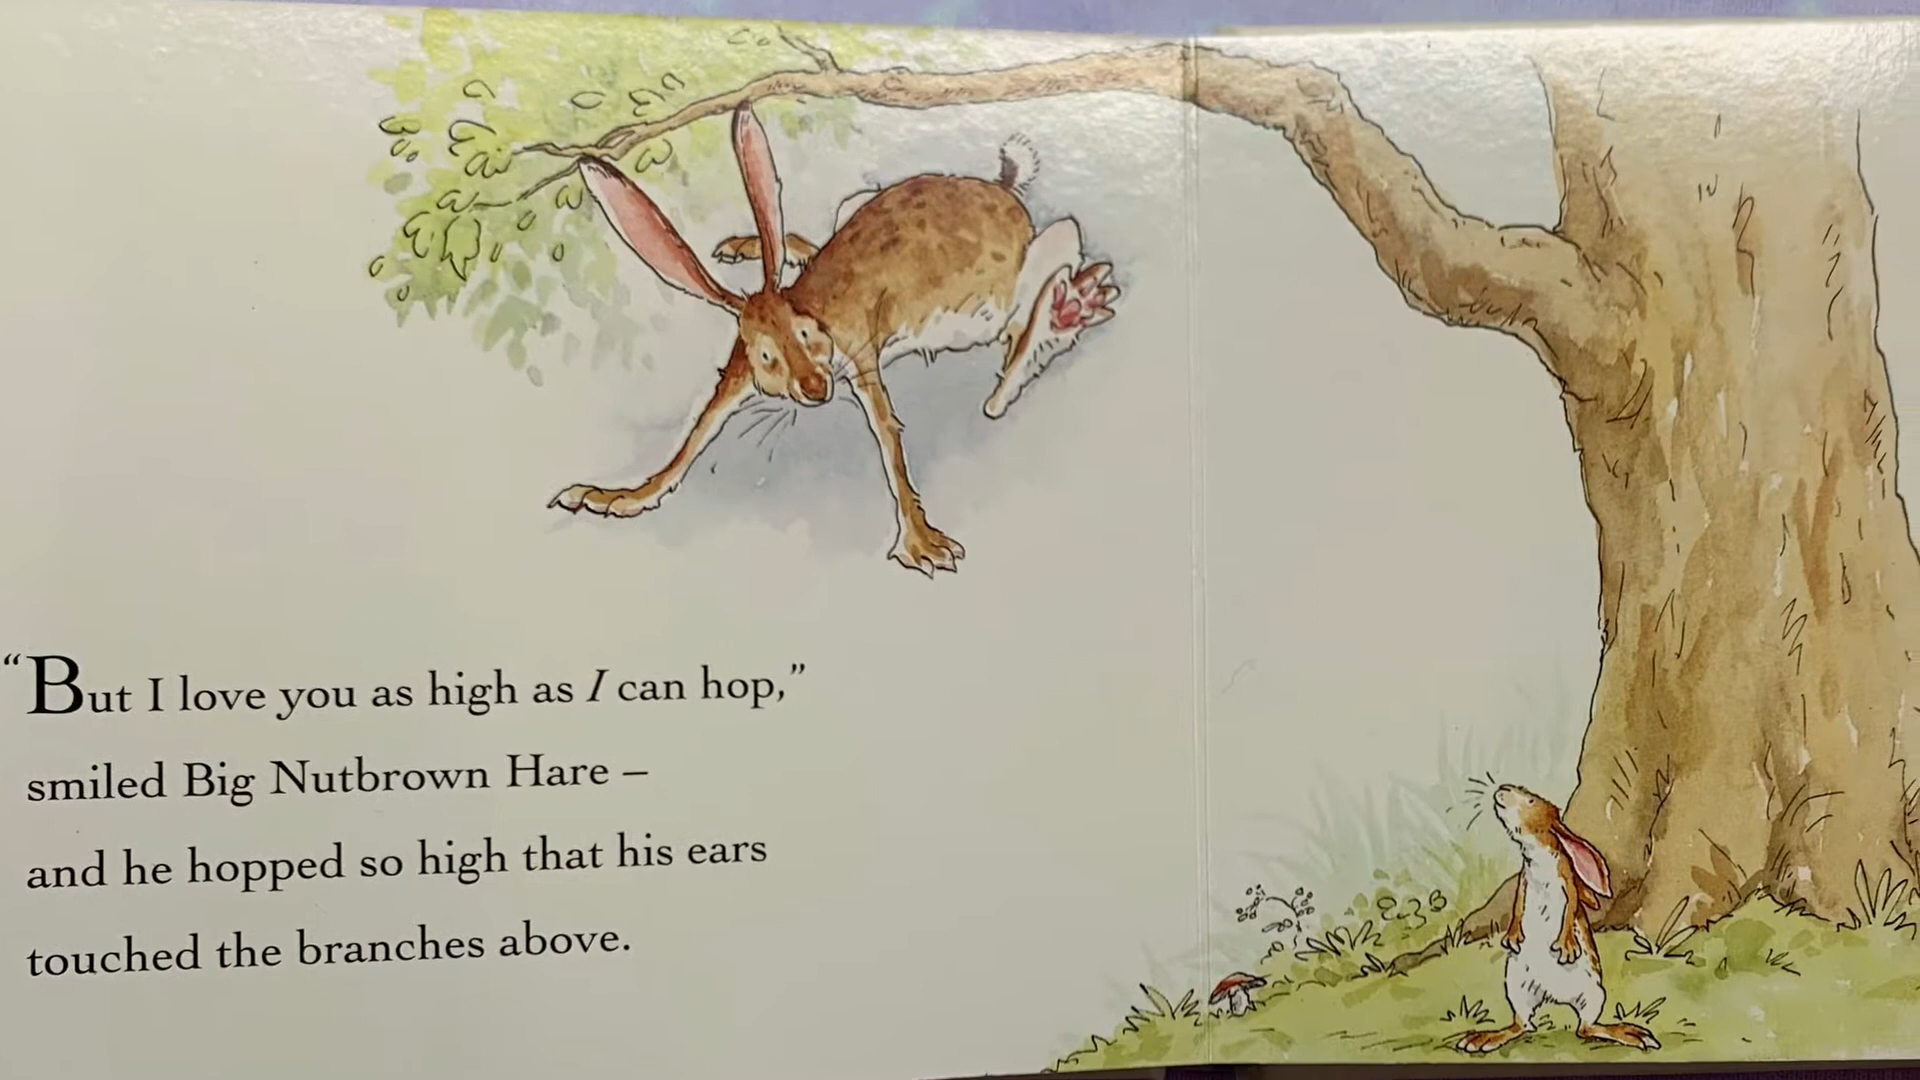 “But I love you as high as I can hop,”
smiled Big Nutbrown Hare –
and he hopped so high that his ears
touched the branches above.